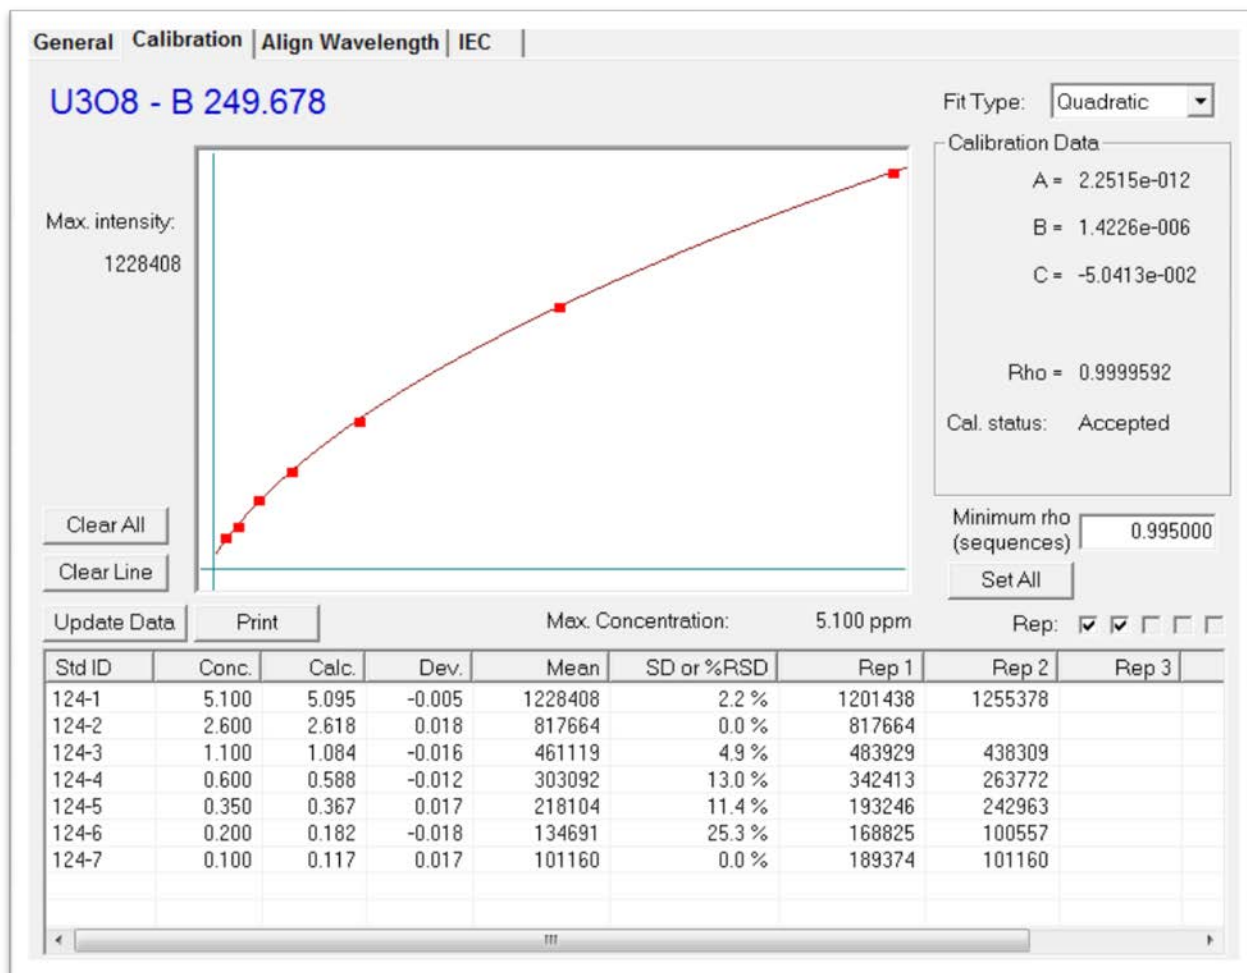 General Calibration Align Wavelength IEC
U3O8 - B 249.678
Fit Type: Quadratic
Calibration Data
A = 2.2515e-012
Max. intensity:
B = 1.4226e-006
1228408
C = -5.0413e-002
Rho = 0.9999592
Cal. status: Accepted
Clear All
Minimum rho
(sequences) 0.995000
Clear Line
Set All
Update Data Print Max. Concentration: 5.100 ppm Rep:
Std ID Conc. Calc. Dev. Mean SD or %RSD Rep 1 Rep 2 Rep 3
124-1 5.100 5.095 -0.005 1228408 2.2 % 1201438 1255378
124-2 2.600 2.618 0.018 817664 0.0 % 817664
124-3 1.100 1.084 -0.016 461119 4.9 % 483929 438309
124-4 0.600 0.588 -0.012 303092 13.0 % 342413 263772
124-5 0.350 0.367 0.017 218104 11.4 % 193246 242963
124-6 0.200 0.182 -0.018 134691 25.3 % 168825 100557
124-7 0.100 0.117 0.017 101160 0.0 % 189374 101160